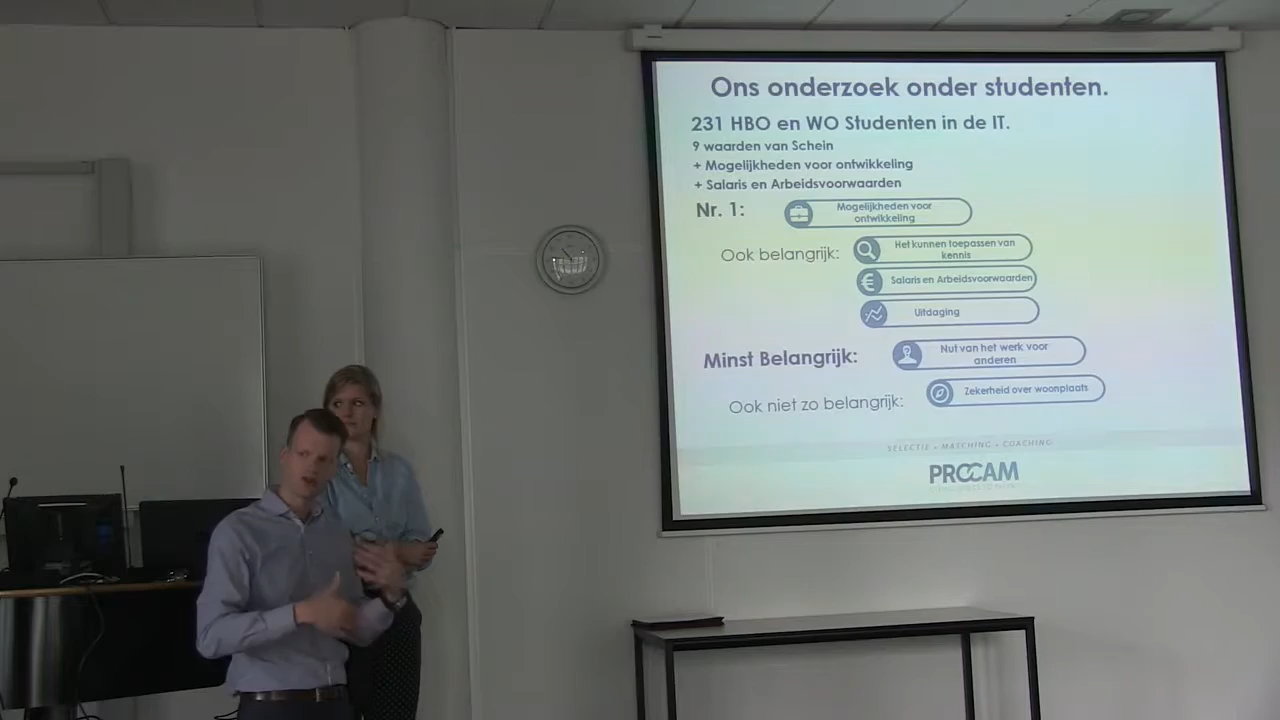 Ons onderzoek onder studenten.
231 HBO en WO Studenten in de IT.
9 waarden van Schein
+ Mogelijkheden voor ontwikkeling
+ Salaris en Arbeidsvoorwaarden
Nr. 1:
Mogelijkheden voor
ontwikkeling
Ook belangrijk:
Het kunnen toepassen van
kennis
Salaris en Arbeidsvoorwaarden
Uitdaging
Minst Belangrijk:
Nut van het werk voor
anderen
Ook niet zo belangrijk:
Zekerheid over woonplaats
SELECTIE • MATCHING • COACHING
PROCAM